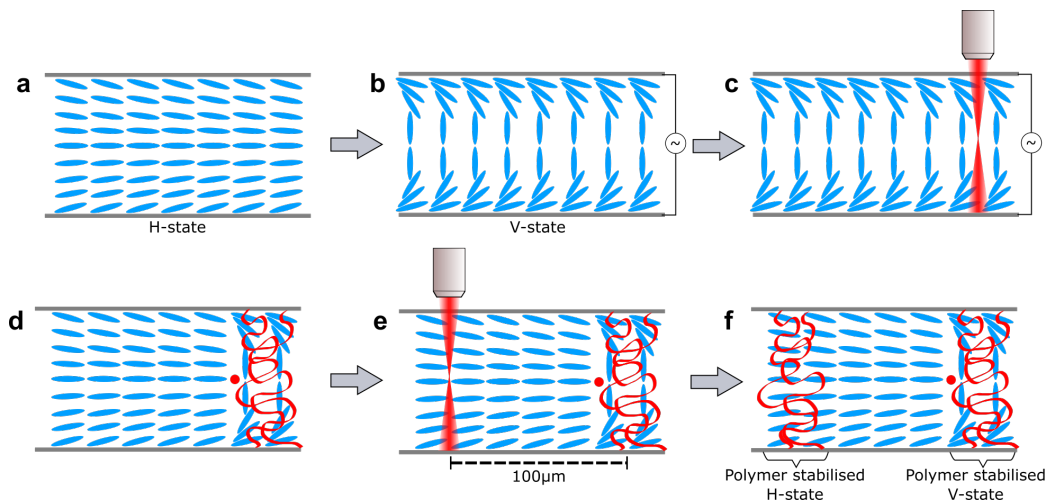 a
b
c
~
~
H-state
V-state
d
e
f
100μm
Polymer stabilised
H-state
Polymer stabilised
V-state